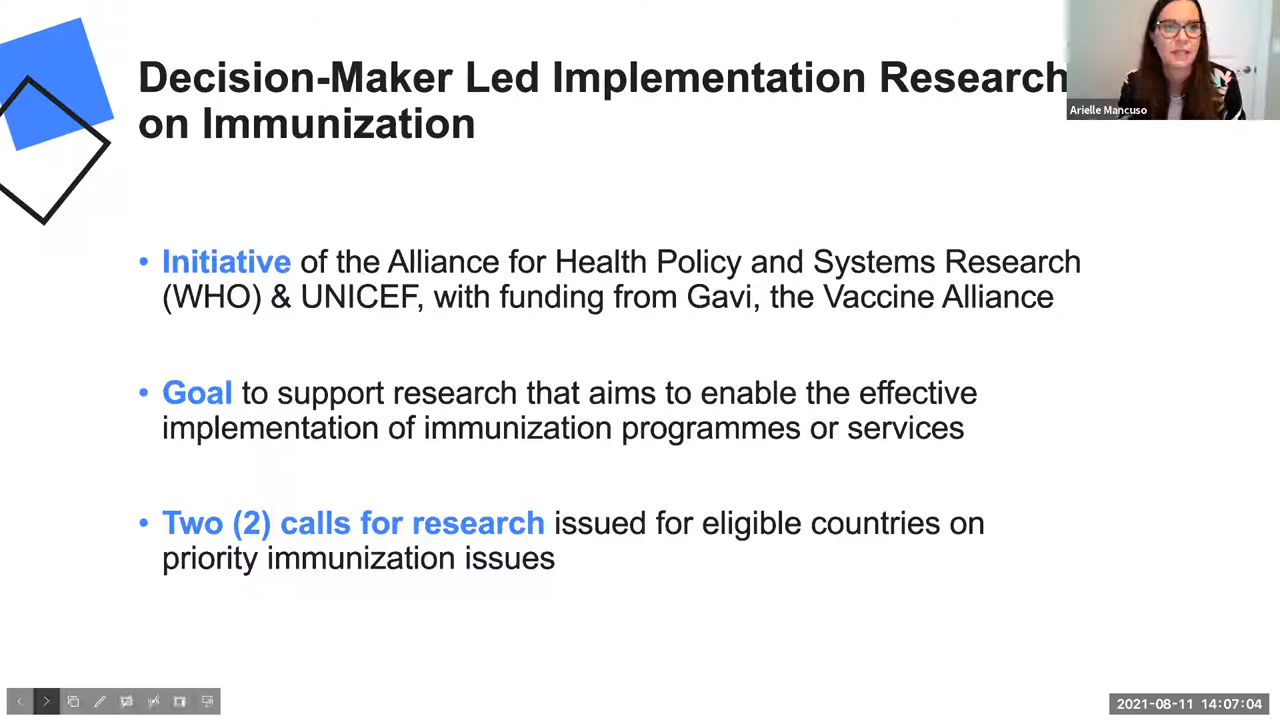 Decision-Maker Led Implementation Research
on Immunization
Arielle Mancuso
• Initiative of the Alliance for Health Policy and Systems Research
(WHO) & UNICEF, with funding from Gavi, the Vaccine Alliance
• Goal to support research that aims to enable the effective
implementation of immunization programmes or services
• Two (2) calls for research issued for eligible countries on
priority immunization issues
2021-08-11 14:07:04